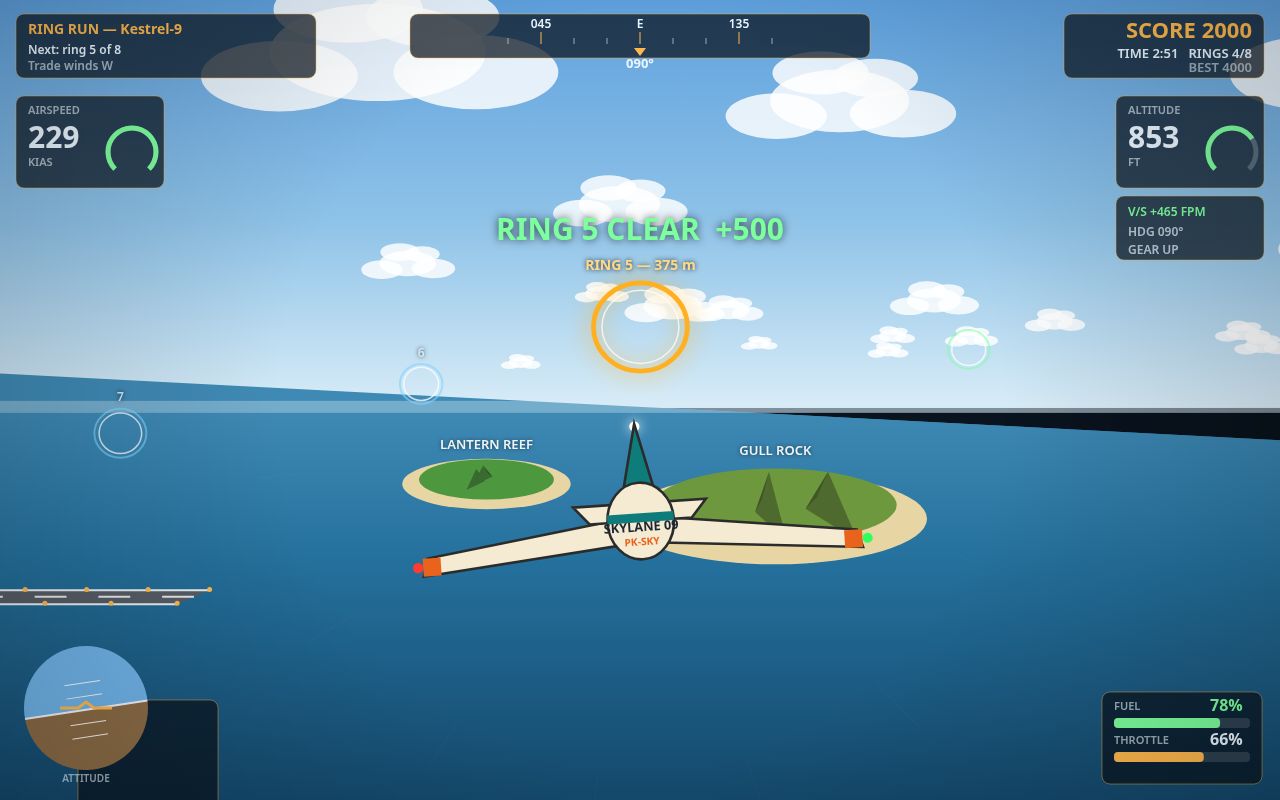 RING RUN — Kestrel-9
Next: ring 5 of 8
Trade winds W
045 E 135
090°
SCORE 2000
TIME 2:51 RINGS 4/8
BEST 4000
AIRSPEED
229
KIAS
ALTITUDE
853
FT
V/S +465 FPM
HDG 090°
GEAR UP
RING 5 CLEAR +500
RING 5 — 375 m
6
7
LANTERN REEF
GULL ROCK
SKYLANE 09
PK-SKY
ATTITUDE
FUEL 78%
THROTTLE 66%